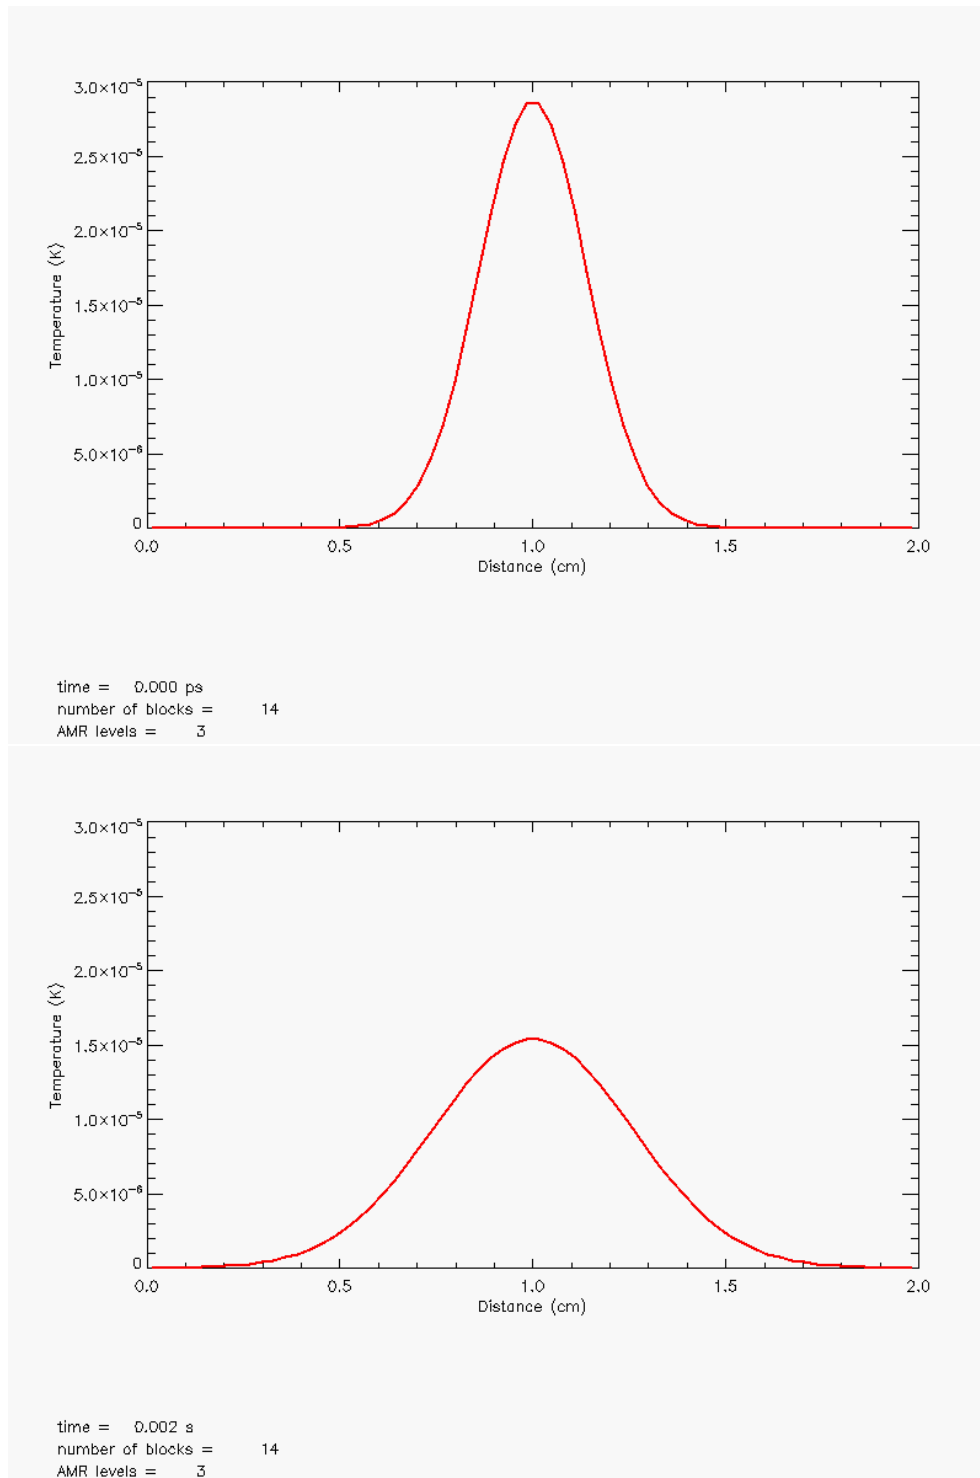 3.0×10⁻⁵
2.5×10⁻⁵
2.0×10⁻⁵
1.5×10⁻⁵
1.0×10⁻⁵
5.0×10⁻⁶
0
Temperature (K)
0.0 0.5 1.0 1.5 2.0
Distance (cm)
time = 0.000 ps
number of blocks = 14
AMR levels = 3
3.0×10⁻⁵
2.5×10⁻⁵
2.0×10⁻⁵
1.5×10⁻⁵
1.0×10⁻⁵
5.0×10⁻⁶
0
Temperature (K)
0.0 0.5 1.0 1.5 2.0
Distance (cm)
time = 0.002 s
number of blocks = 14
AMR levels = 3